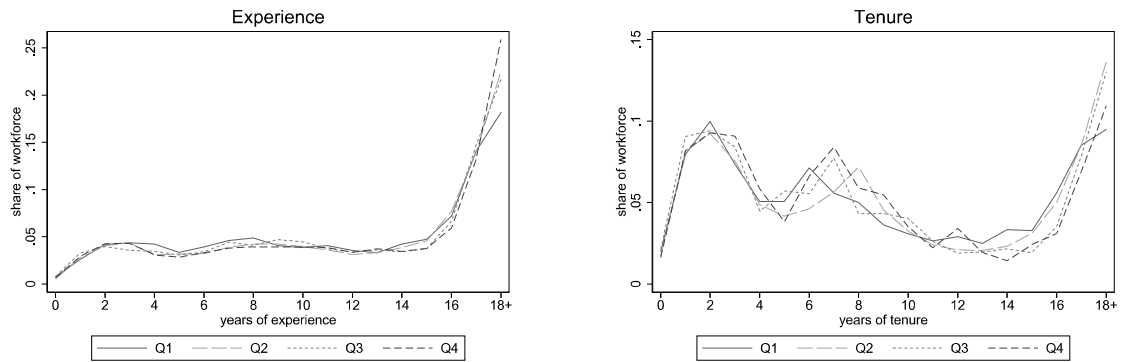 Experience
share of workforce
0 .05 .1 .15 .2 .25
0 2 4 6 8 10 12 14 16 18+
years of experience
Q1 Q2 Q3 Q4
Tenure
share of workforce
0 .05 .1 .15
0 2 4 6 8 10 12 14 16 18+
years of tenure
Q1 Q2 Q3 Q4